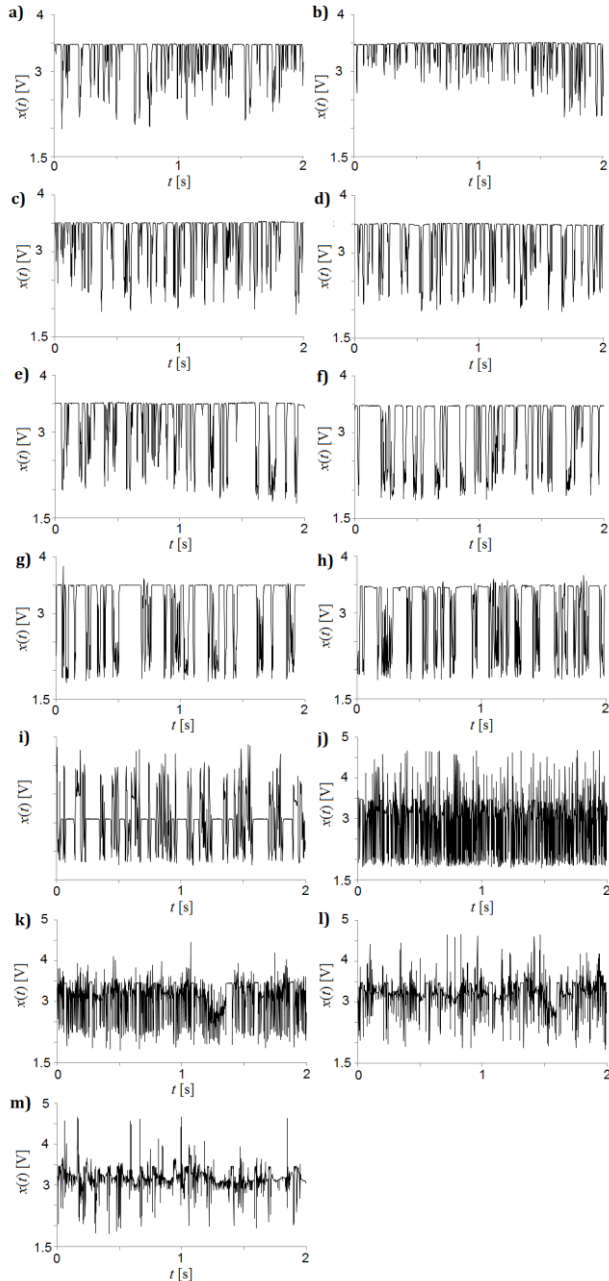 a) 4 b) 4
x(t) [V] 3 x(t) [V] 3
1.5 1.5
0 1 2 0 1 2
t [s] t [s]
c) 4 d) 4
x(t) [V] 3 x(t) [V] 3
1.5 1.5
0 1 2 0 1 2
t [s] t [s]
e) 4 f) 4
x(t) [V] 3 x(t) [V] 3
1.5 1.5
0 1 2 0 1 2
t [s] t [s]
g) 4 h) 4
x(t) [V] 3 x(t) [V] 3
1.5 1.5
0 1 2 0 1 2
t [s] t [s]
i) 5 j) 5
x(t) [V] 3 x(t) [V] 3
1.5 1.5
0 1 2 0 1 2
t [s] t [s]
k) 5 l) 5
x(t) [V] 3 x(t) [V] 3
1.5 1.5
0 1 2 0 1 2
t [s] t [s]
m) 5
x(t) [V] 3
1.5
0 1 2
t [s]